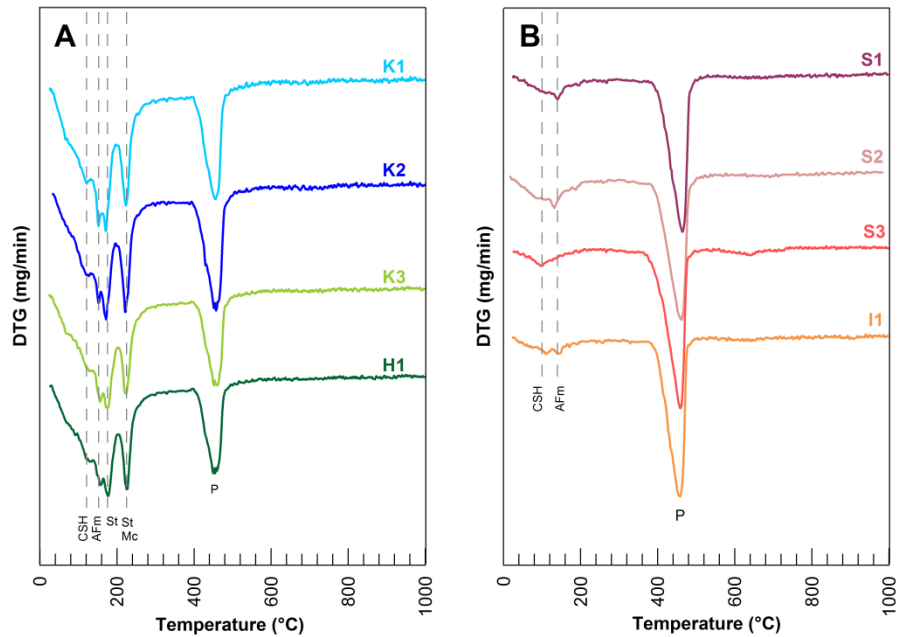 A
K1
K2
K3
H1
P
CSH
AFm
St
St
Mc
DTG (mg/min)
0
200
400
600
800
1000
Temperature (°C)
B
S1
S2
S3
I1
CSH
AFm
P
DTG (mg/min)
0
200
400
600
800
1000
Temperature (°C)